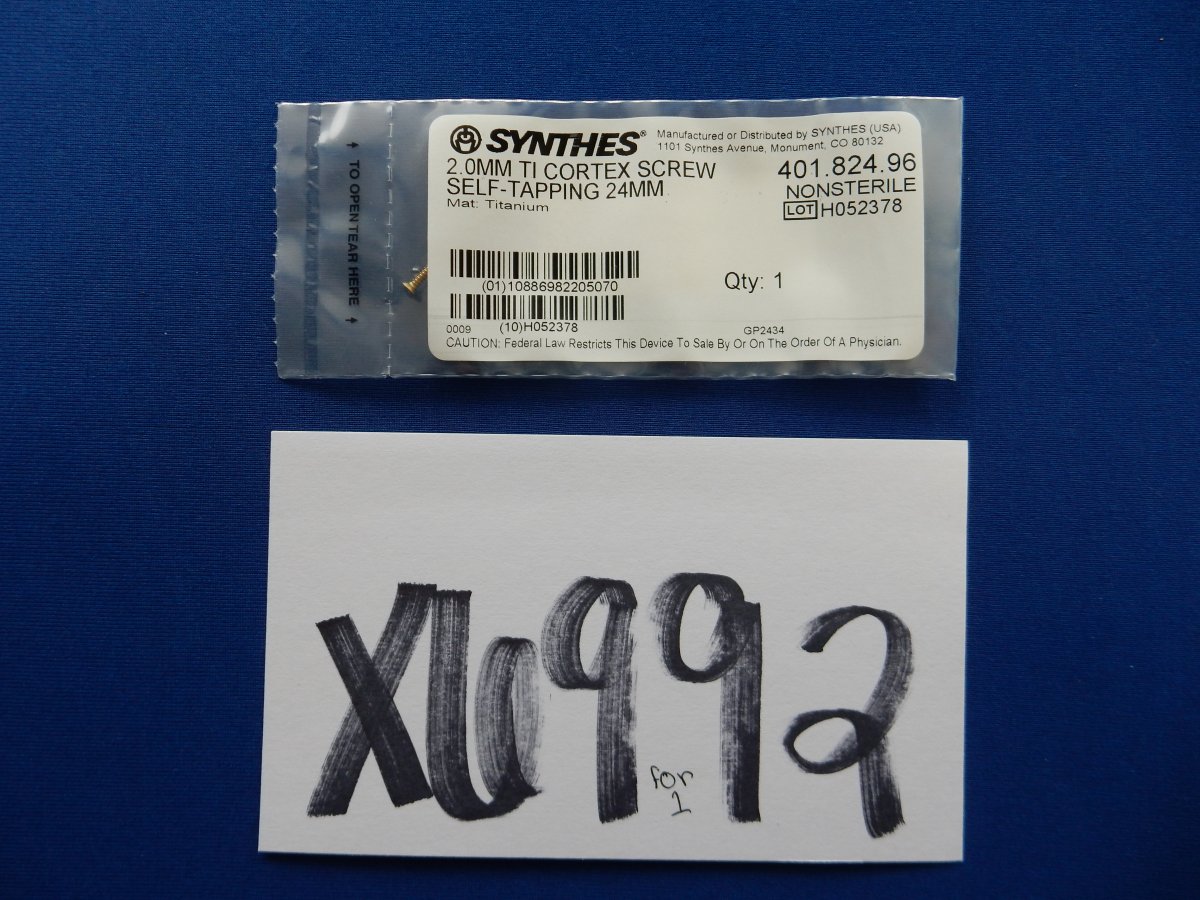 ↑ TO OPEN TEAR HERE ↑
SYNTHES®
Manufactured or Distributed by SYNTHES (USA)
1101 Synthes Avenue, Monument, CO 80132
2.0MM TI CORTEX SCREW
SELF-TAPPING 24MM
Mat: Titanium
401.824.96
NONSTERILE
LOT H052378
(01)10886982205070
Qty: 1
0009 (10)H052378
GP2434
CAUTION: Federal Law Restricts This Device To Sale By Or On The Order Of A Physician.
X6992
for
1